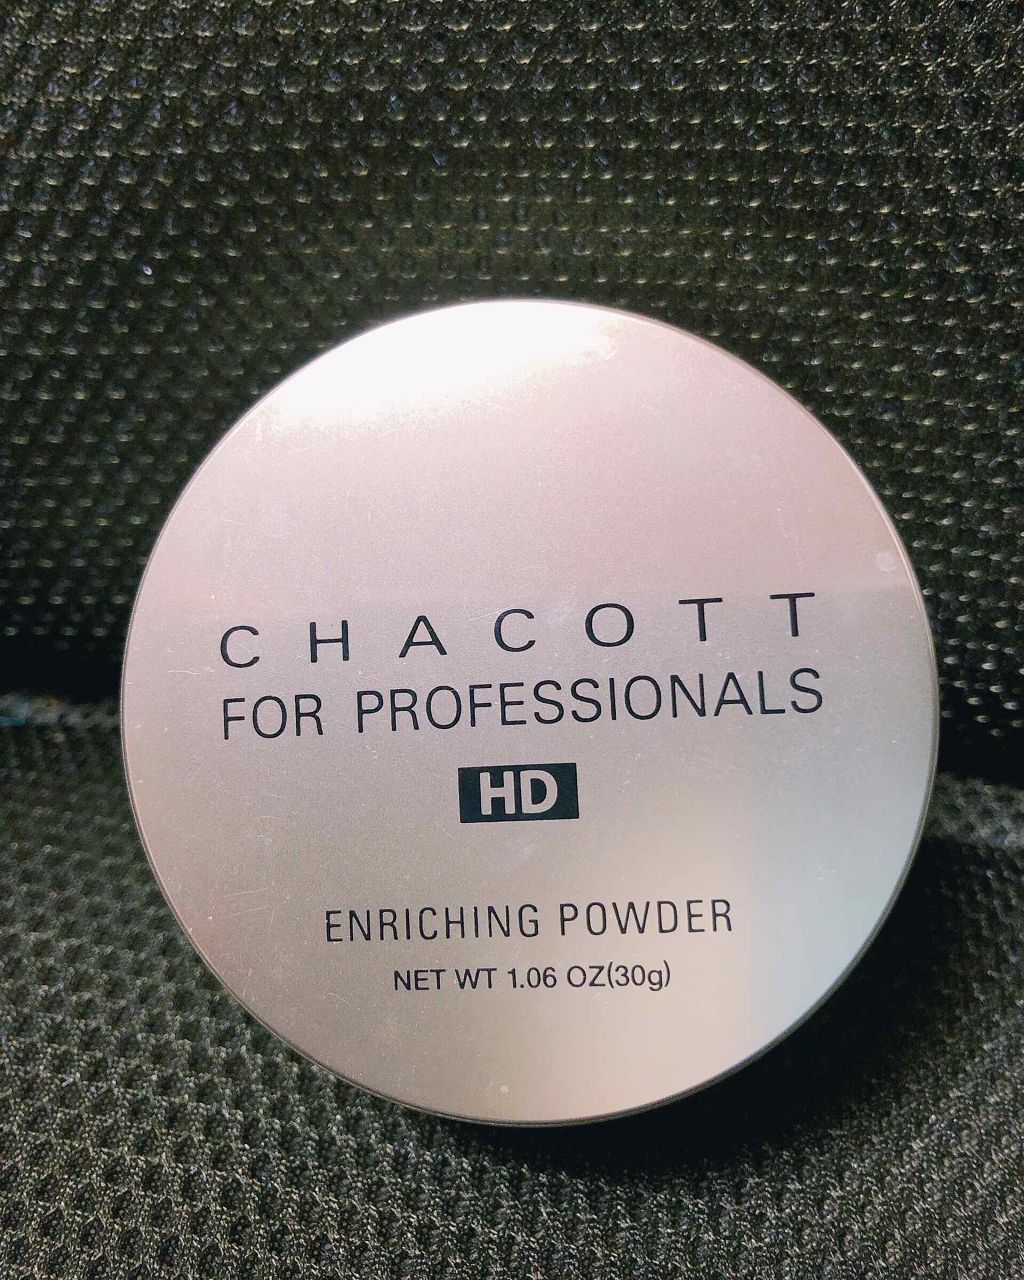 CHACOTT
FOR PROFESSIONALS
HD
ENRICHING POWDER
NET WT 1.06 OZ(30g)